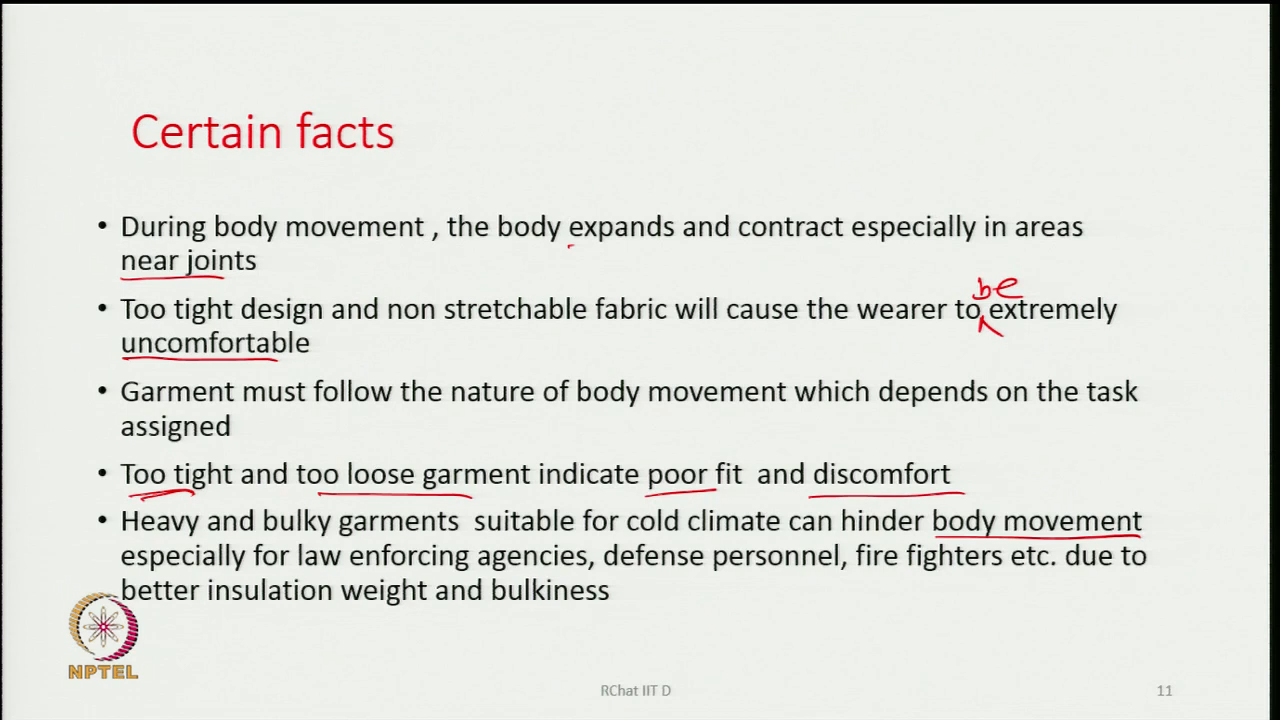 Certain facts
• During body movement , the body expands and contract especially in areas
near joints
be
• Too tight design and non stretchable fabric will cause the wearer to extremely
uncomfortable
• Garment must follow the nature of body movement which depends on the task
assigned
• Too tight and too loose garment indicate poor fit and discomfort
• Heavy and bulky garments suitable for cold climate can hinder body movement
especially for law enforcing agencies, defense personnel, fire fighters etc. due to
better insulation weight and bulkiness
NPTEL
RChat IIT D
11